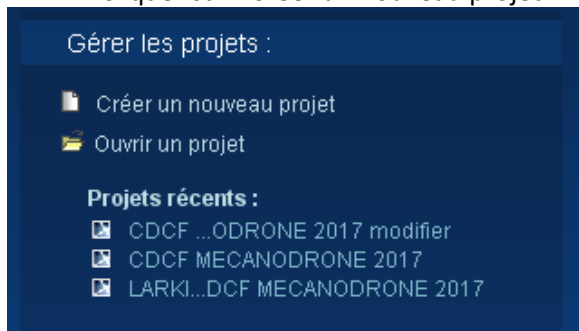 Gérer les projets :
Créer un nouveau projet
Ouvrir un projet
Projets récents :
CDCF ...ODRONE 2017 modifier
CDCF MECANODRONE 2017
LARKI...DCF MECANODRONE 2017